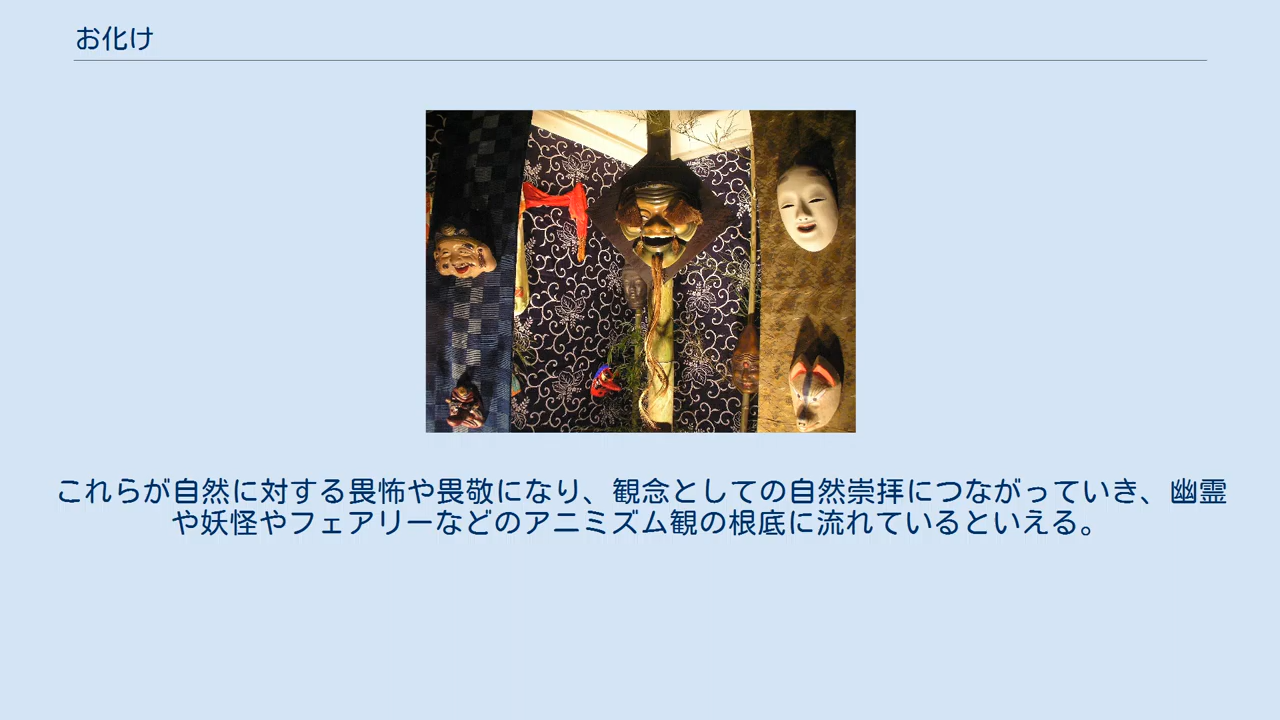 お化け
これらが自然に対する畏怖や畏敬になり、観念としての自然崇拝につながっていき、幽霊
や妖怪やフェアリーなどのアニミズム観の根底に流れているといえる。